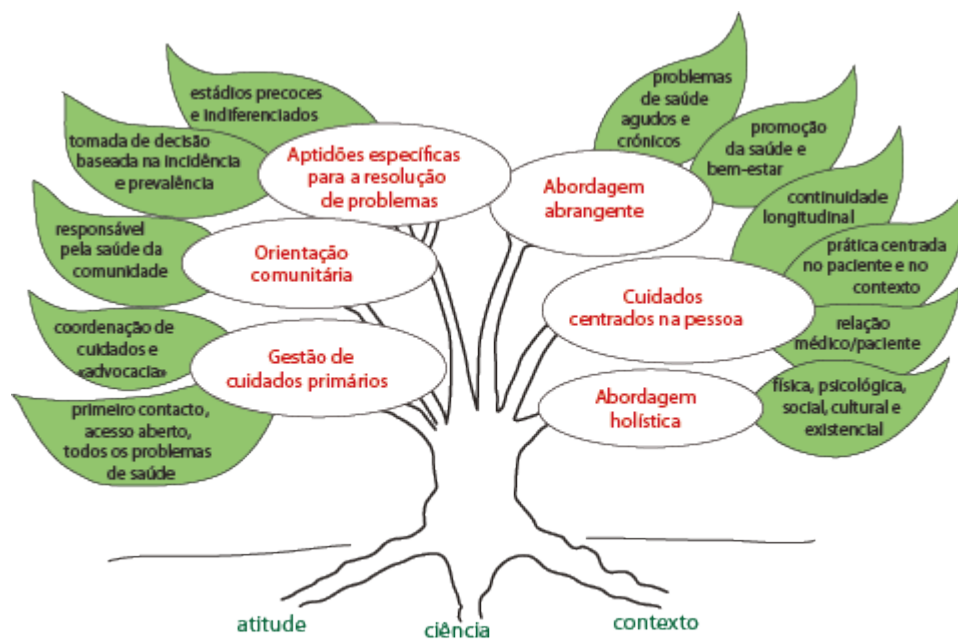 estádios precoces
e indiferenciados
tomada de decisão
baseada na incidência
e prevalência
Aptidões específicas
para a resolução
de problemas
responsável
pela saúde da
comunidade
Orientação
comunitária
coordenação de
cuidados e
«advocacia»
Gestão de
cuidados primários
primeiro contacto,
acesso aberto,
todos os problemas
de saúde
problemas
de saúde
agudos e
crónicos
promoção
da saúde e
bem-estar
Abordagem
abrangente
continuidade
longitudinal
prática centrada
no paciente e no
contexto
Cuidados
centrados na pessoa
relação
médico/paciente
Abordagem
holística
física, psicológica,
social, cultural e
existencial
atitude
ciência
contexto